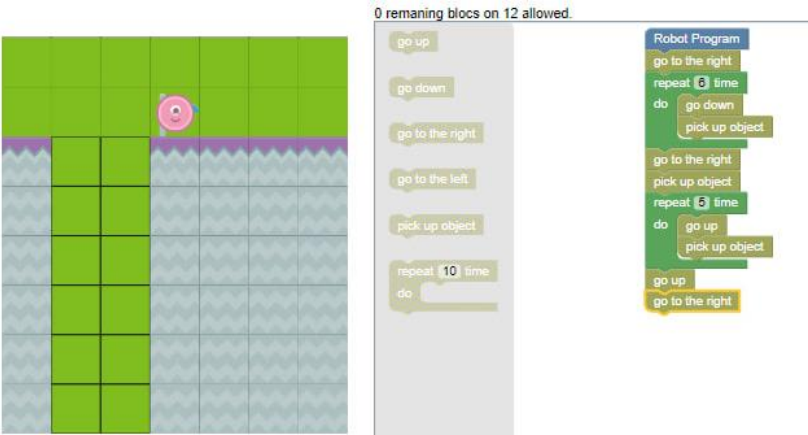 0 remaning blocs on 12 allowed.
go up
go down
go to the right
go to the left
pick up object
repeat 10 time
do
Robot Program
go to the right
repeat 6 time
do go down
pick up object
go to the right
pick up object
repeat 5 time
do go up
pick up object
go up
go to the right